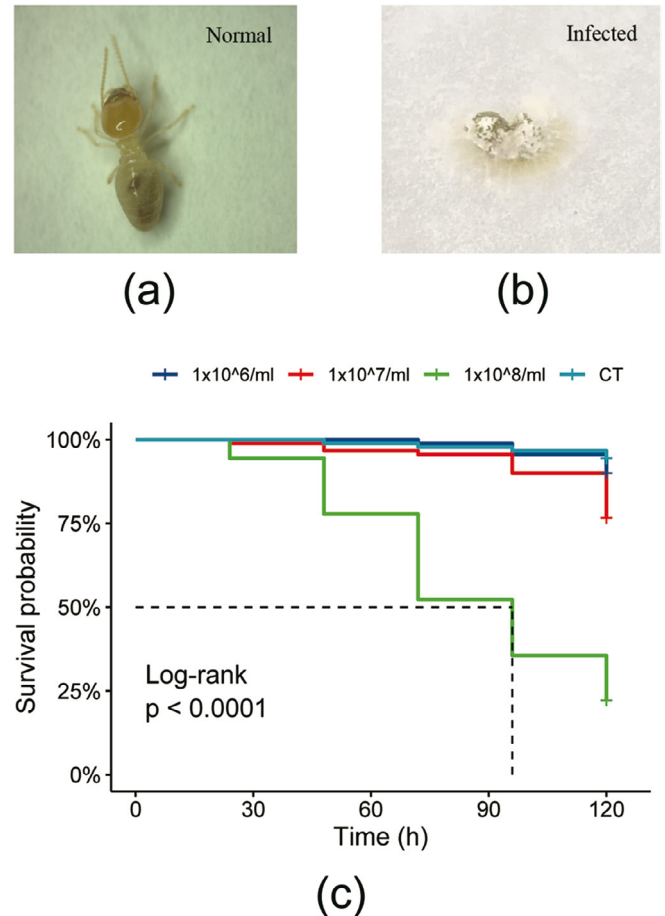 Normal
Infected
(a)
(b)
1x10^6/ml 1x10^7/ml 1x10^8/ml CT
100%
75%
50%
25%
0%
Survival probability
Log-rank
p < 0.0001
0 30 60 90 120
Time (h)
(c)